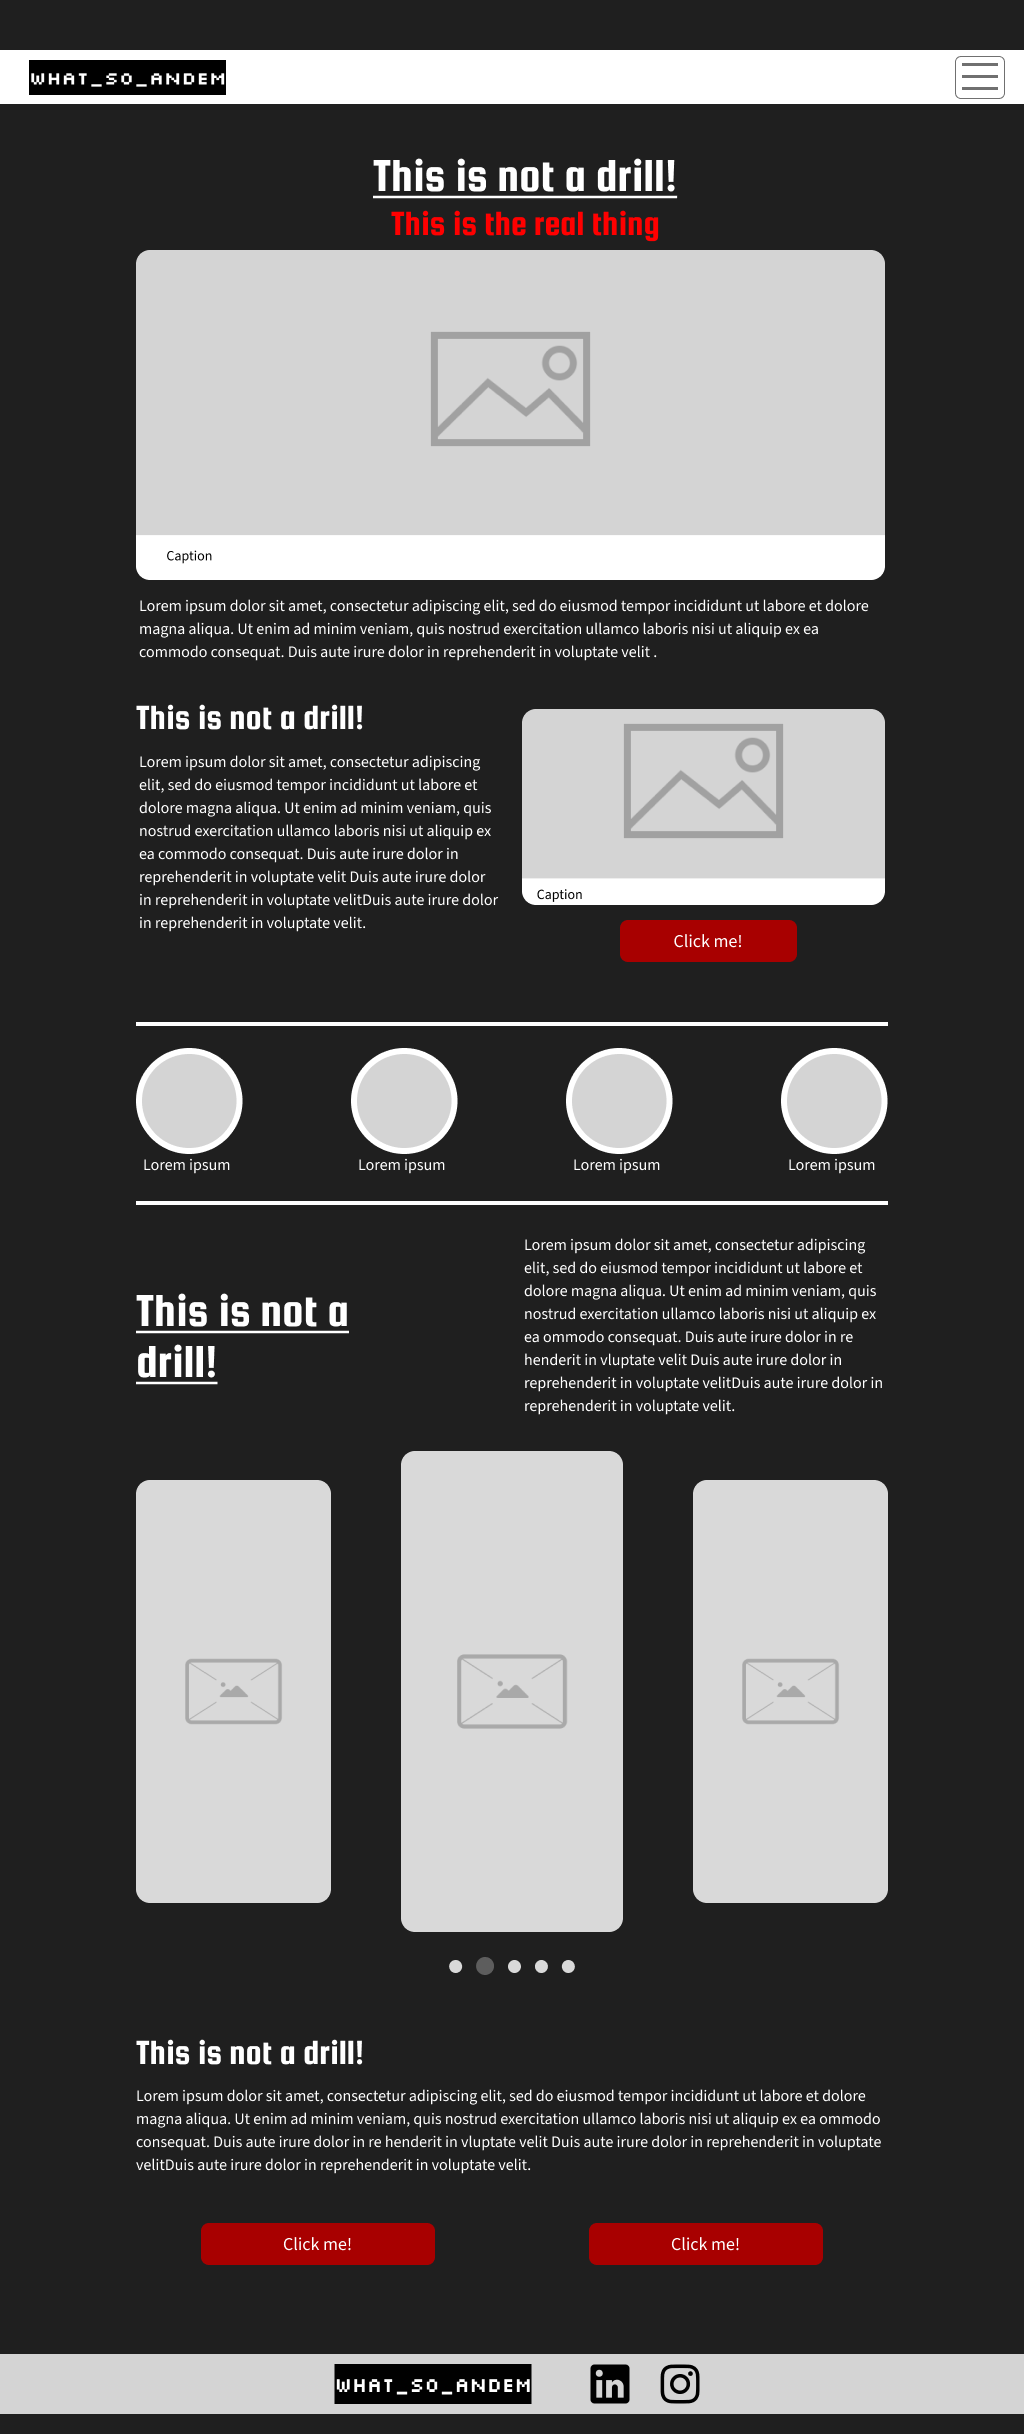 WHAT_SO_ANDEM
This is not a drill!
This is the real thing
Caption
Lorem ipsum dolor sit amet, consectetur adipiscing elit, sed do eiusmod tempor incididunt ut labore et dolore
magna aliqua. Ut enim ad minim veniam, quis nostrud exercitation ullamco laboris nisi ut aliquip ex ea
commodo consequat. Duis aute irure dolor in reprehenderit in voluptate velit .
This is not a drill!
Lorem ipsum dolor sit amet, consectetur adipiscing
elit, sed do eiusmod tempor incididunt ut labore et
dolore magna aliqua. Ut enim ad minim veniam, quis
nostrud exercitation ullamco laboris nisi ut aliquip ex
ea commodo consequat. Duis aute irure dolor in
reprehenderit in voluptate velit Duis aute irure dolor
in reprehenderit in voluptate velitDuis aute irure dolor
in reprehenderit in voluptate velit.
Caption
Click me!
Lorem ipsum
Lorem ipsum
Lorem ipsum
Lorem ipsum
This is not a
drill!
Lorem ipsum dolor sit amet, consectetur adipiscing
elit, sed do eiusmod tempor incididunt ut labore et
dolore magna aliqua. Ut enim ad minim veniam, quis
nostrud exercitation ullamco laboris nisi ut aliquip ex
ea ommodo consequat. Duis aute irure dolor in re
henderit in vluptate velit Duis aute irure dolor in
reprehenderit in voluptate velitDuis aute irure dolor in
reprehenderit in voluptate velit.
This is not a drill!
Lorem ipsum dolor sit amet, consectetur adipiscing elit, sed do eiusmod tempor incididunt ut labore et dolore
magna aliqua. Ut enim ad minim veniam, quis nostrud exercitation ullamco laboris nisi ut aliquip ex ea ommodo
consequat. Duis aute irure dolor in re henderit in vluptate velit Duis aute irure dolor in reprehenderit in voluptate
velitDuis aute irure dolor in reprehenderit in voluptate velit.
Click me!
Click me!
WHAT_SO_ANDEM
in